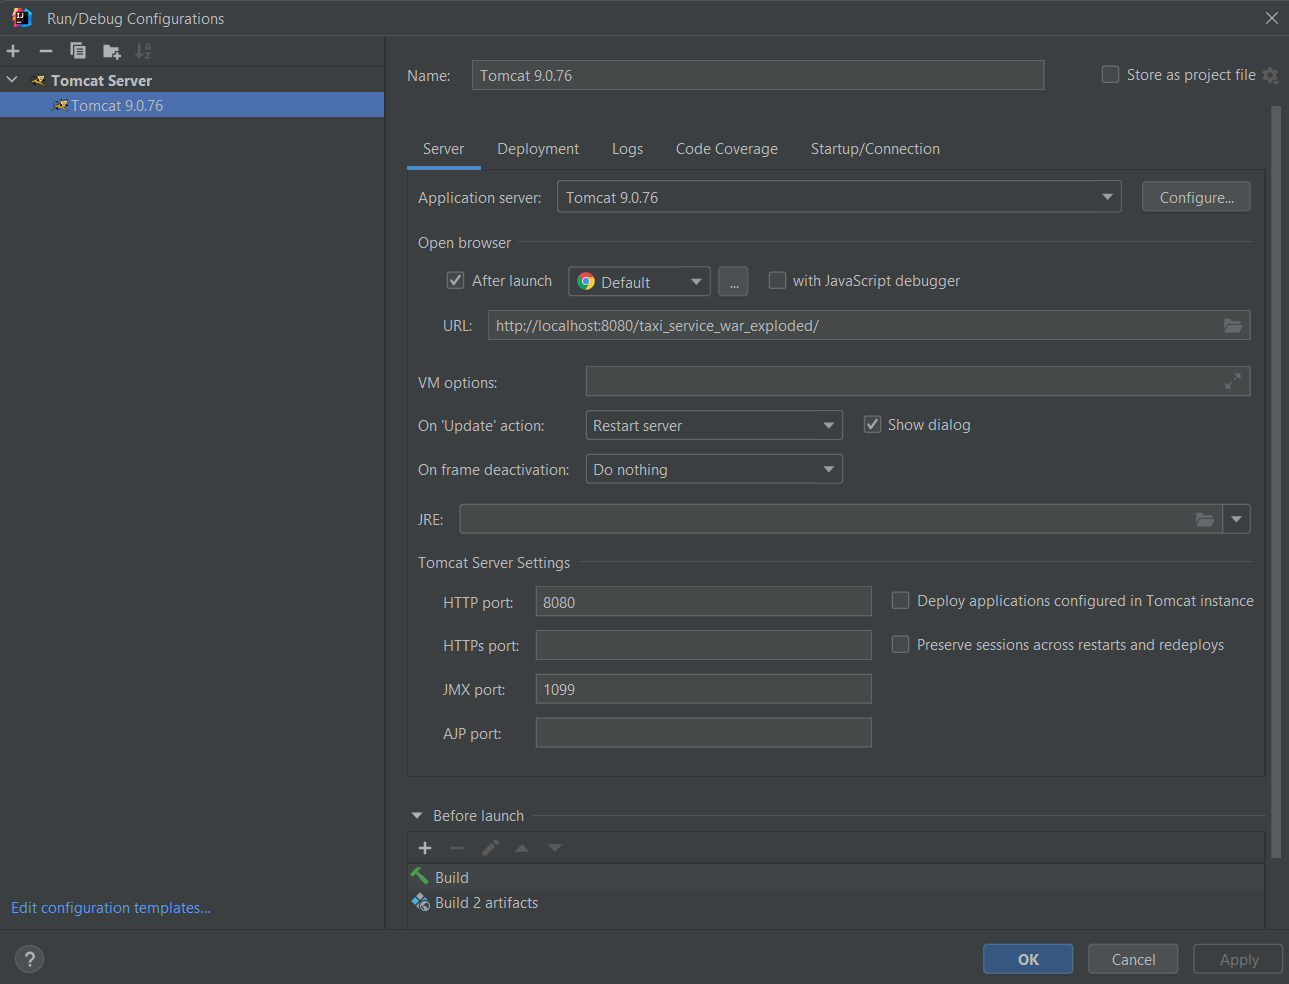 Run/Debug Configurations
Tomcat Server
Tomcat 9.0.76
Edit configuration templates...
Name: Tomcat 9.0.76
Store as project file
Server Deployment Logs Code Coverage Startup/Connection
Application server: Tomcat 9.0.76 Configure...
Open browser
After launch Default ... with JavaScript debugger
URL: http://localhost:8080/taxi_service_war_exploded/
VM options:
On 'Update' action: Restart server Show dialog
On frame deactivation: Do nothing
JRE:
Tomcat Server Settings
HTTP port: 8080 Deploy applications configured in Tomcat instance
HTTPs port: Preserve sessions across restarts and redeploys
JMX port: 1099
AJP port:
Before launch
Build
Build 2 artifacts
? OK Cancel Apply